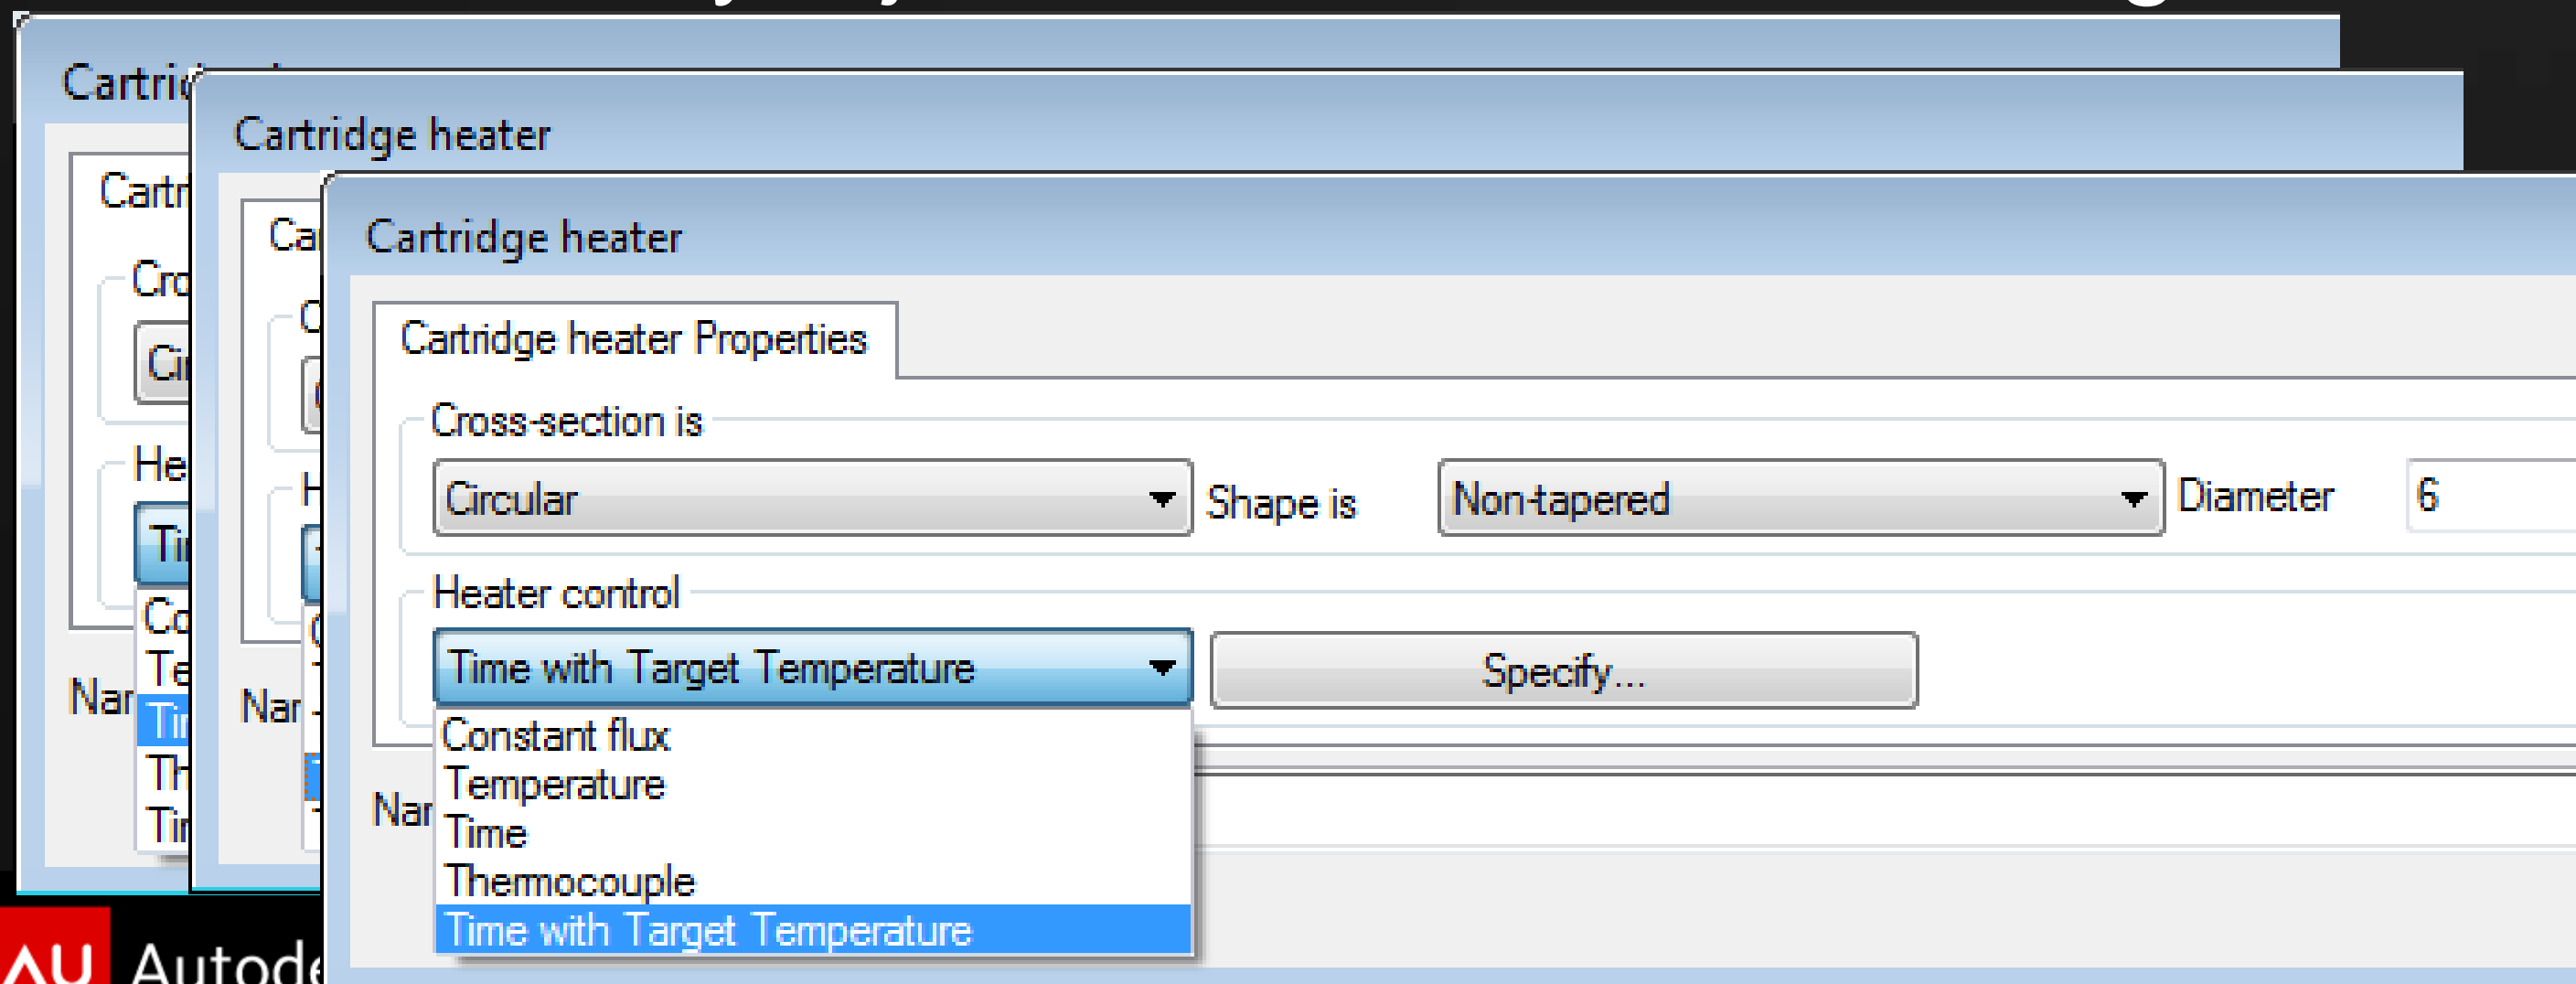 Cartridge heater
Cartridge heater
Cartridge heater Properties
Cross-section is
Circular
Shape is
Non-tapered
Diameter
6
Heater control
Time with Target Temperature
Specify...
Constant flux
Temperature
Time
Thermocouple
Time with Target Temperature
AU